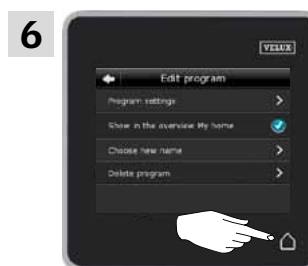 6
VELUX
Edit program
Program settings
Show in the overview My home
Choose new name
Delete program